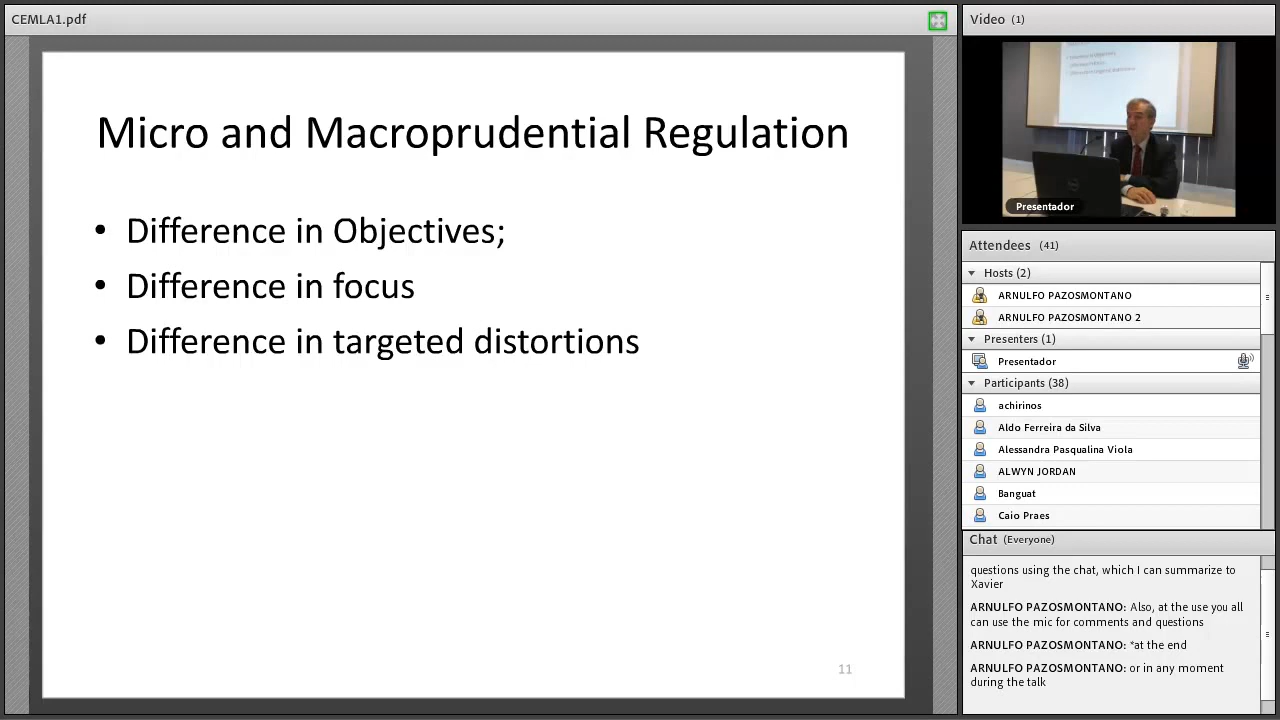 CEMLA1.pdf
Micro and Macroprudential Regulation
• Difference in Objectives;
• Difference in focus
• Difference in targeted distortions
11
Video (1)
Presentador
Attendees (41)
Hosts (2)
ARNULFO PAZOSMONTANO
ARNULFO PAZOSMONTANO 2
Presenters (1)
Presentador
Participants (38)
achirinos
Aldo Ferreira da Silva
Alessandra Pasqualina Viola
ALWYN JORDAN
Banguat
Caio Praes
Chat (Everyone)
questions using the chat, which I can summarize to
Xavier
ARNULFO PAZOSMONTANO: Also, at the use you all
can use the mic for comments and questions
ARNULFO PAZOSMONTANO: *at the end
ARNULFO PAZOSMONTANO: or in any moment
during the talk